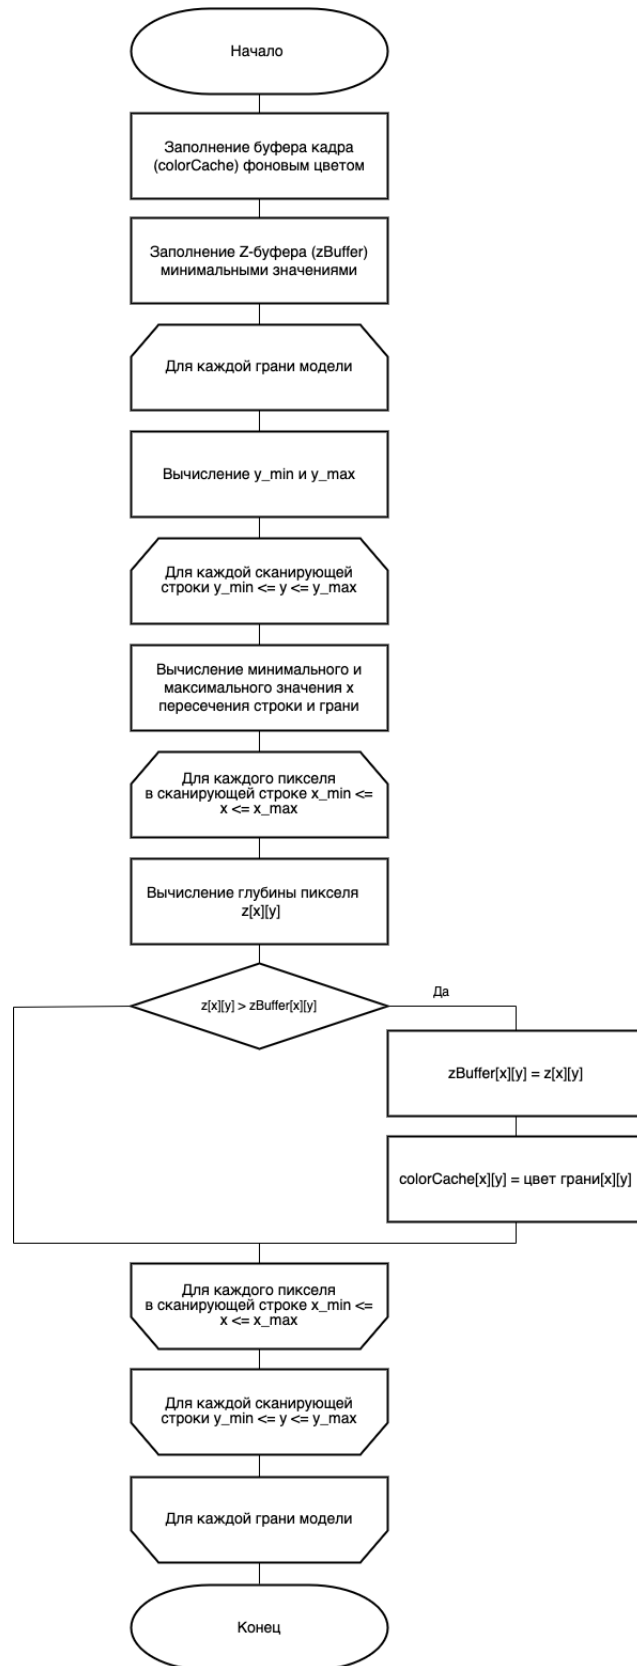 Начало
Заполнение буфера кадра
(colorCache) фоновым цветом
Заполнение Z-буфера (zBuffer)
минимальными значениями
Для каждой грани модели
Вычисление y_min и y_max
Для каждой сканирующей
строки y_min <= y <= y_max
Вычисление минимального и
максимального значения x
пересечения строки и грани
Для каждого пикселя
в сканирующей строке x_min <=
x <= x_max
Вычисление глубины пикселя
z[x][y]
z[x][y] > zBuffer[x][y]
Да
zBuffer[x][y] = z[x][y]
colorCache[x][y] = цвет грани[x][y]
Для каждого пикселя
в сканирующей строке x_min <=
x <= x_max
Для каждой сканирующей
строки y_min <= y <= y_max
Для каждой грани модели
Конец